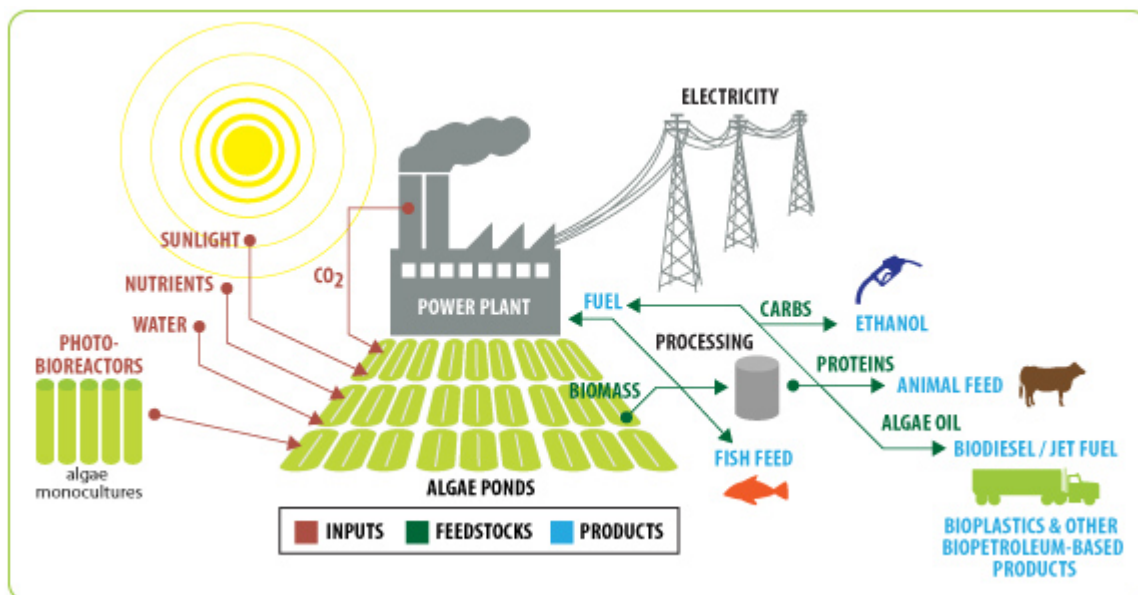 ELECTRICITY
SUNLIGHT
CO2
NUTRIENTS
WATER
POWER PLANT
FUEL
CARBS
ETHANOL
PHOTO-
BIOREACTORS
PROCESSING
PROTEINS
BIOMASS
ANIMAL FEED
ALGAE OIL
algae
monocultures
FISH FEED
BIODIESEL / JET FUEL
ALGAE PONDS
INPUTS FEEDSTOCKS PRODUCTS
BIOPLASTICS & OTHER
BIOPETROLEUM-BASED
PRODUCTS